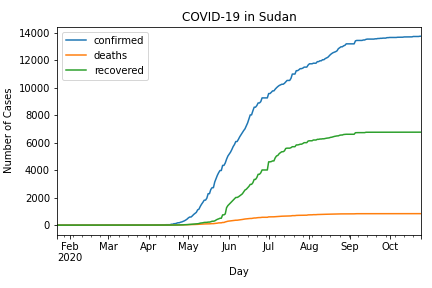 COVID-19 in Sudan
confirmed
deaths
recovered
Number of Cases
14000
12000
10000
8000
6000
4000
2000
0
Feb Mar Apr May Jun Jul Aug Sep Oct
2020
Day